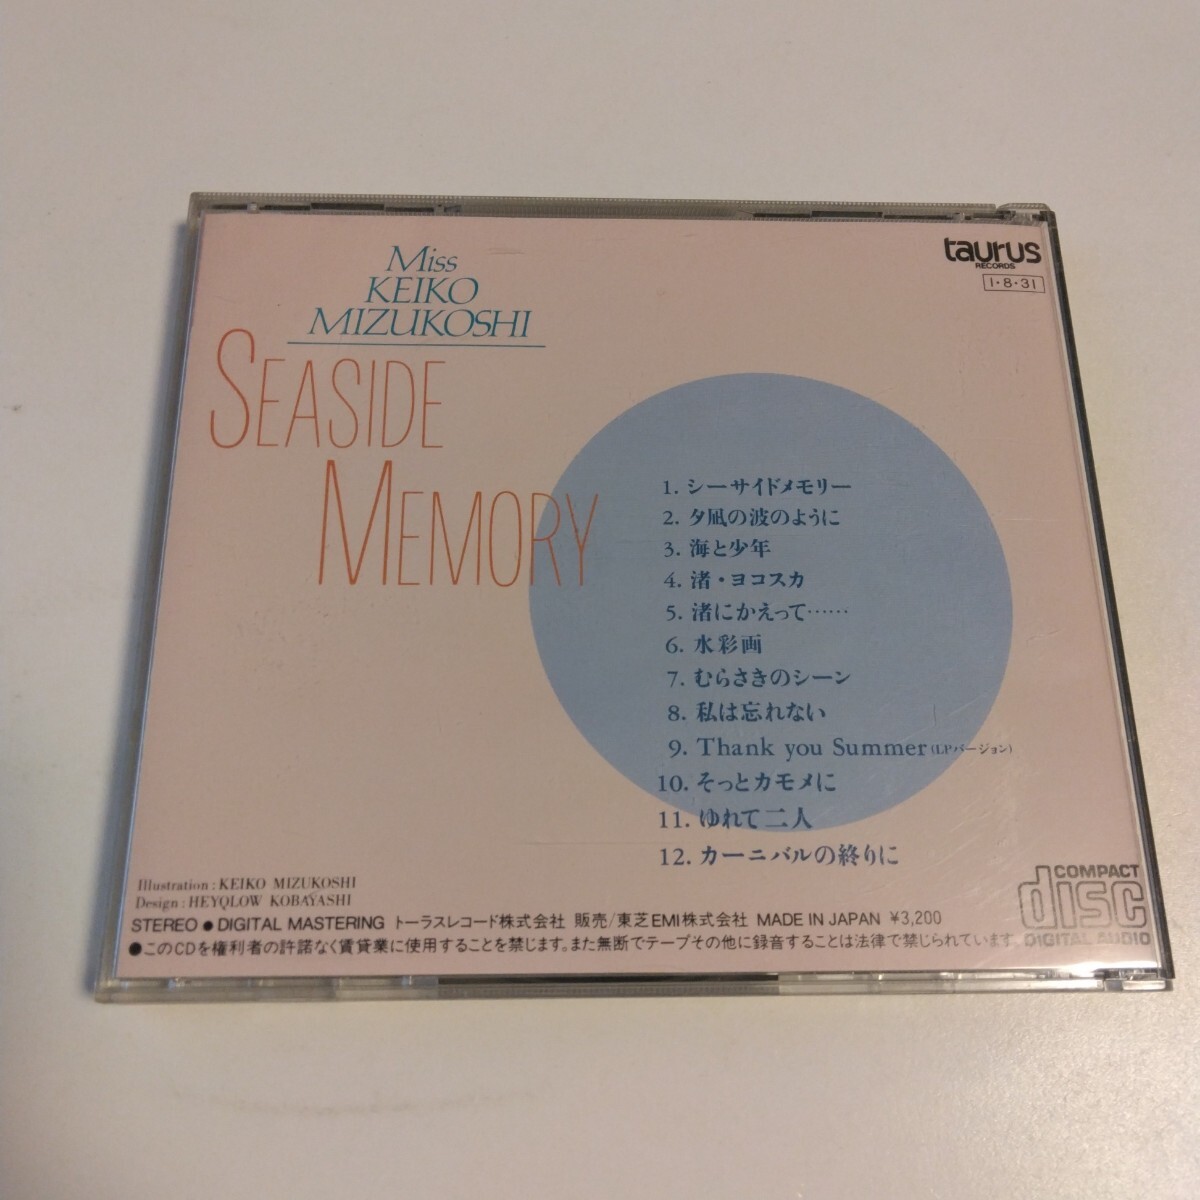 Miss
KEIKO
MIZUKOSHI
SEASIDE
MEMORY
taurus
RECORDS
1・8・31
1. シーサイドメモリー
2. 夕凪の波のように
3. 海と少年
4. 渚・ヨコスカ
5. 渚にかえって……
6. 水彩画
7. むらさきのシーン
8. 私は忘れない
9. Thank you Summer(LPバージョン)
10. そっとカモメに
11. ゆれて二人
12. カーニバルの終りに
Illustration : KEIKO MIZUKOSHI
Design : HEYQLOW KOBAYASHI
STEREO ● DIGITAL MASTERING トーラスレコード株式会社 販売/東芝EMI株式会社 MADE IN JAPAN ¥3,200
●このCDを権利者の許諾なく賃貸業に使用することを禁じます。また無断でテープその他に録音することは法律で禁じられています。
COMPACT
disc
DIGITAL AUDIO